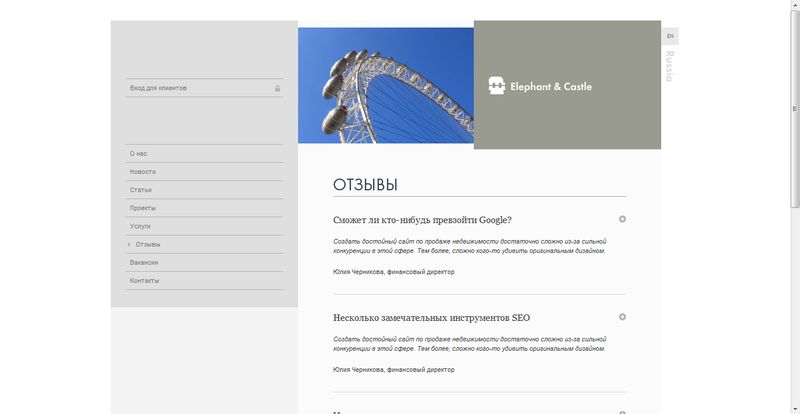 Вход для клиентов
О нас
Новости
Статьи
Проекты
Услуги
Отзывы
Вакансии
Контакты
Elephant & Castle
En
Russia
ОТЗЫВЫ
Сможет ли кто-нибудь превзойти Google?
Создать достойный сайт по продаже недвижимости достаточно сложно из-за сильной
конкуренции в этой сфере. Тем более, сложно кого-то удивить оригинальным дизайном.
Юлия Черникова, финансовый директор
Несколько замечательных инструментов SEO
Создать достойный сайт по продаже недвижимости достаточно сложно из-за сильной
конкуренции в этой сфере. Тем более, сложно кого-то удивить оригинальным дизайном.
Юлия Черникова, финансовый директор